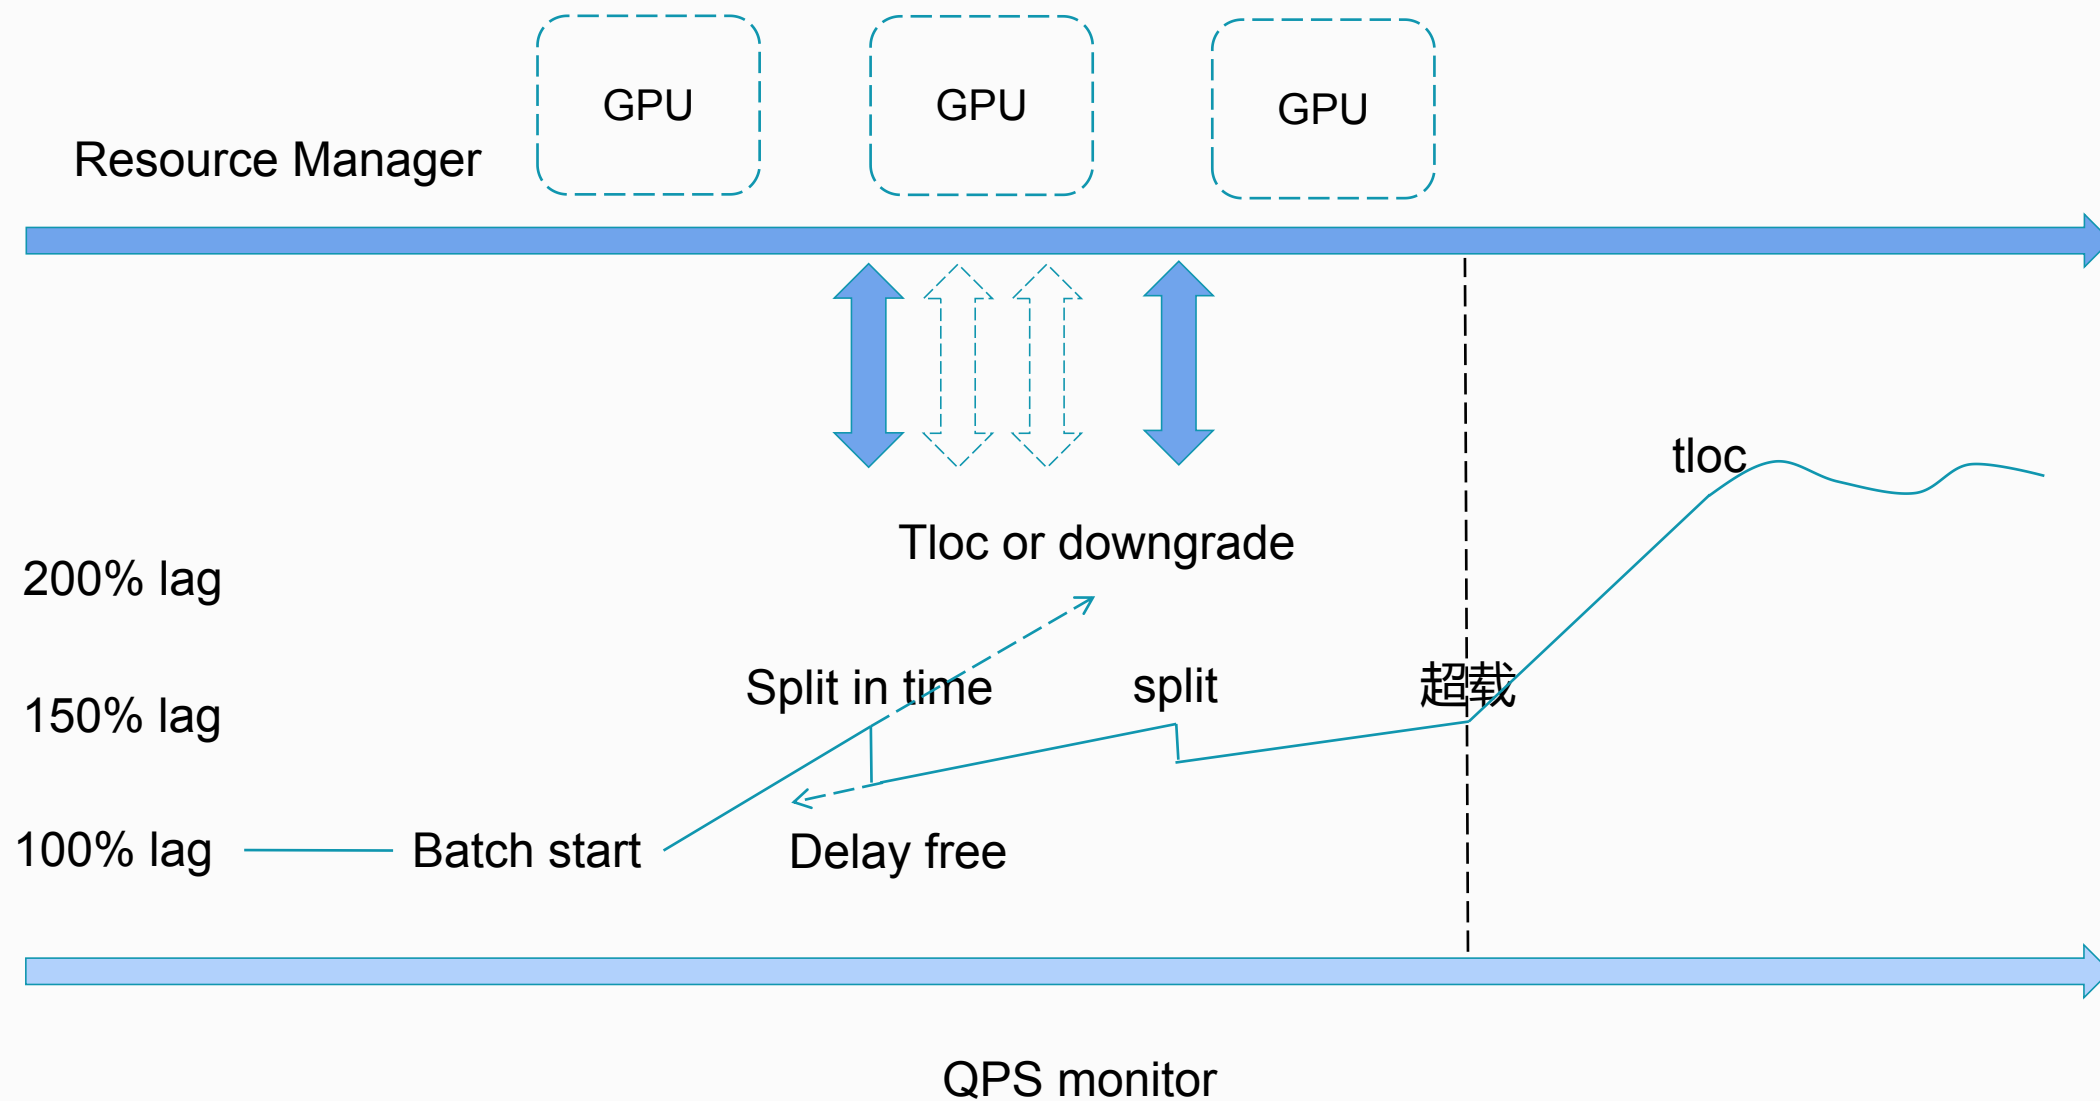 GPU
GPU
GPU
Resource Manager
tloc
Tloc or downgrade
200% lag
Split in time
split
超载
150% lag
100% lag
Batch start
Delay free
QPS monitor